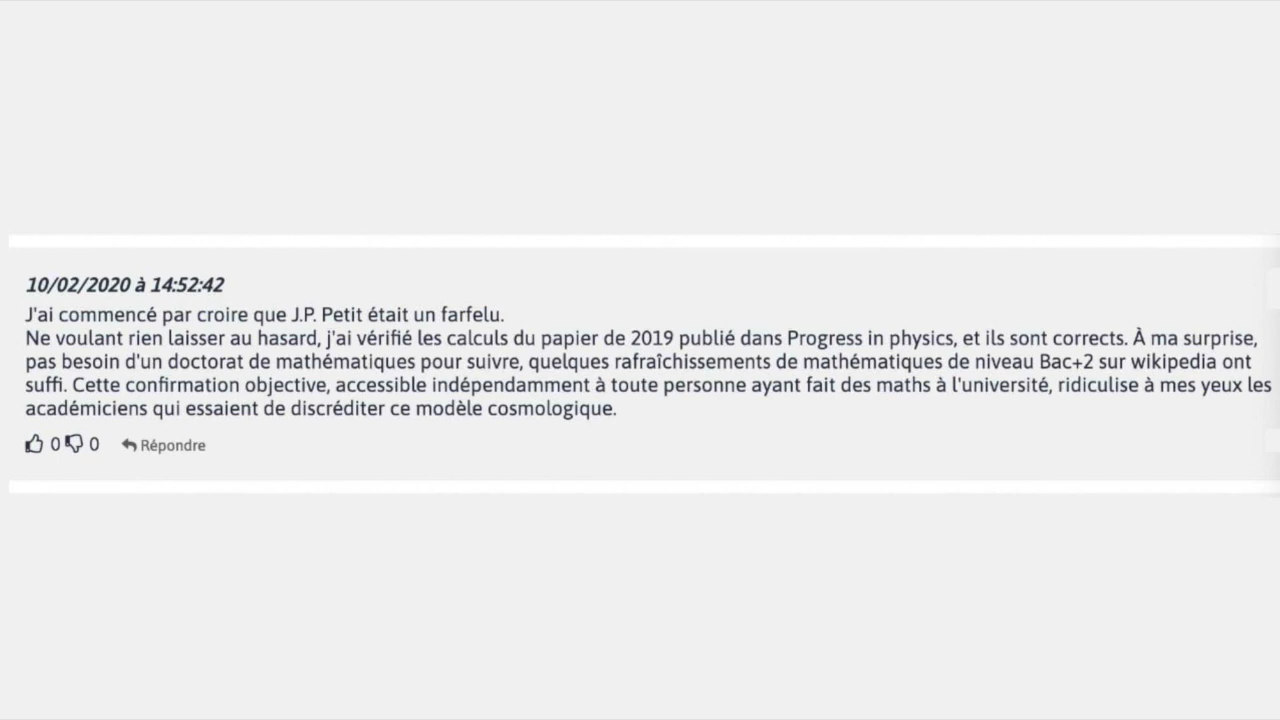 10/02/2020 à 14:52:42
J'ai commencé par croire que J.P. Petit était un farfelu.
Ne voulant rien laisser au hasard, j'ai vérifié les calculs du papier de 2019 publié dans Progress in physics, et ils sont corrects. À ma surprise,
pas besoin d'un doctorat de mathématiques pour suivre, quelques rafraîchissements de mathématiques de niveau Bac+2 sur wikipedia ont
suffi. Cette confirmation objective, accessible indépendamment à toute personne ayant fait des maths à l'université, ridiculise à mes yeux les
académiciens qui essaient de discréditer ce modèle cosmologique.
0 0 Répondre